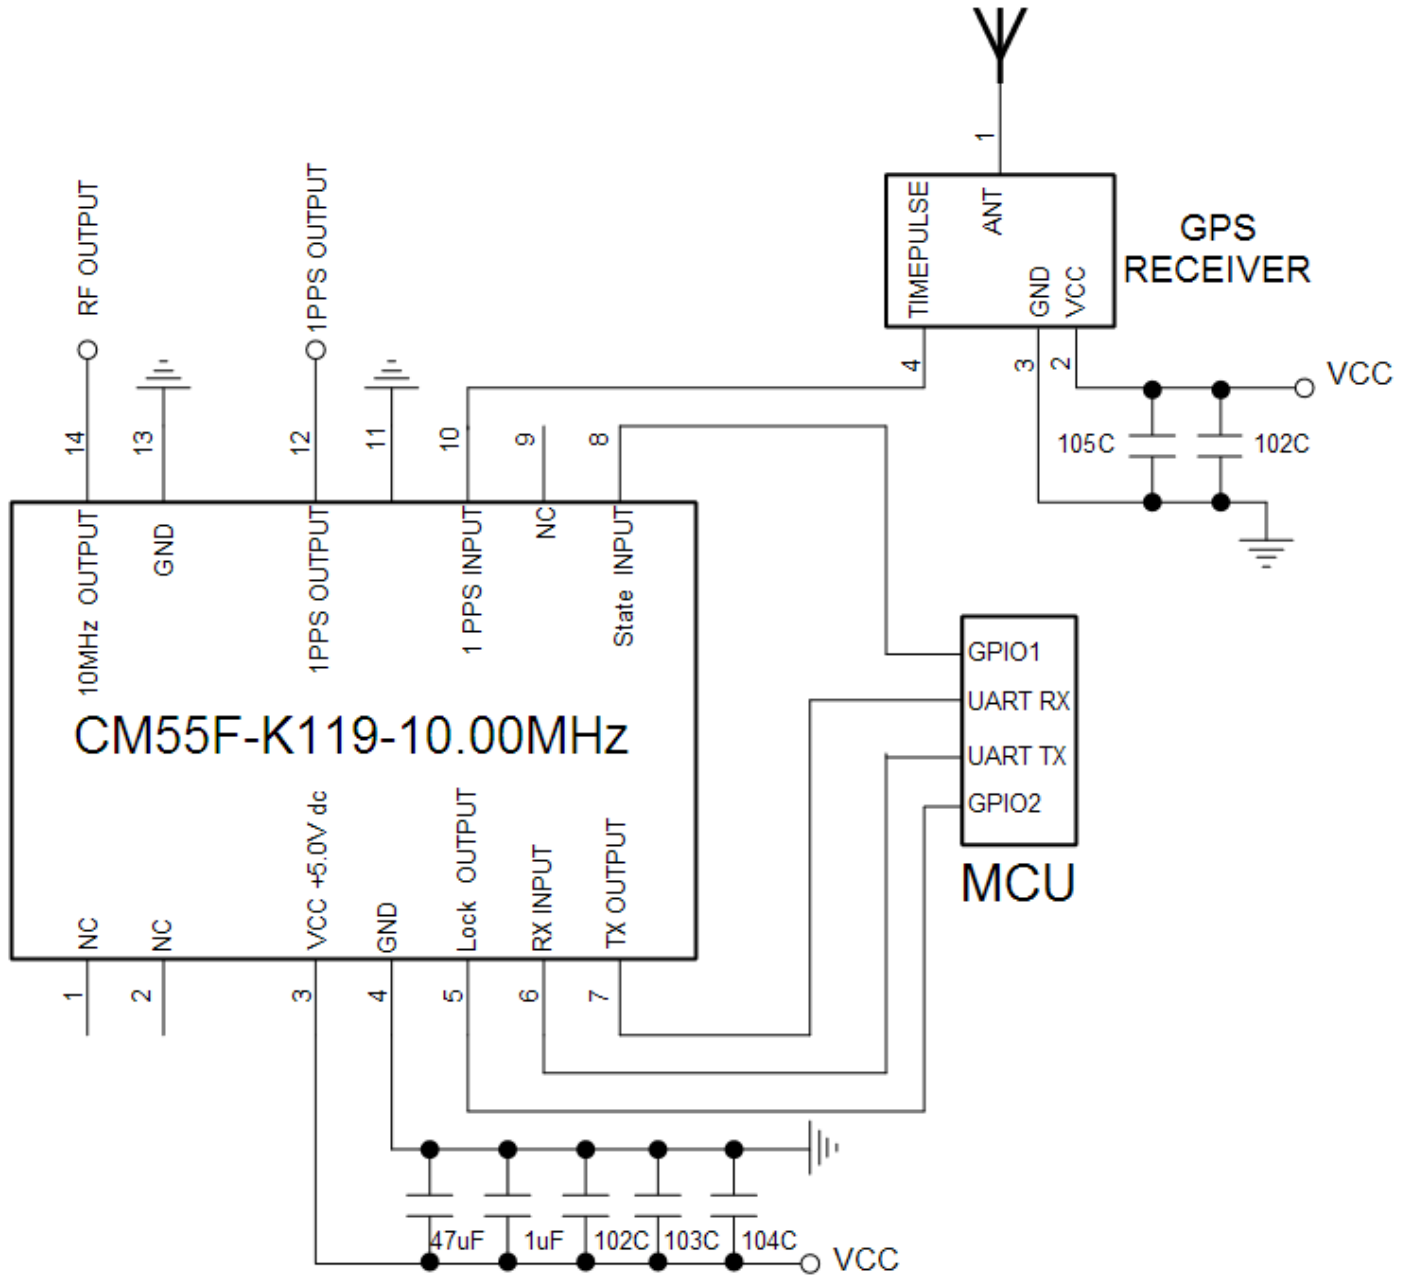 1
TIMEPULSE
ANT
GND
VCC
GPS
RECEIVER
4
3
2
VCC
105C
102C
RF OUTPUT
1PPS OUTPUT
14
13
12
11
10
9
8
10MHz OUTPUT
GND
1PPS OUTPUT
1 PPS INPUT
NC
State INPUT
CM55F-K119-10.00MHz
GPIO1
UART RX
UART TX
GPIO2
MCU
NC
NC
VCC +5.0V dc
GND
Lock OUTPUT
RX INPUT
TX OUTPUT
1
2
3
4
5
6
7
47uF
1uF
102C
103C
104C
VCC